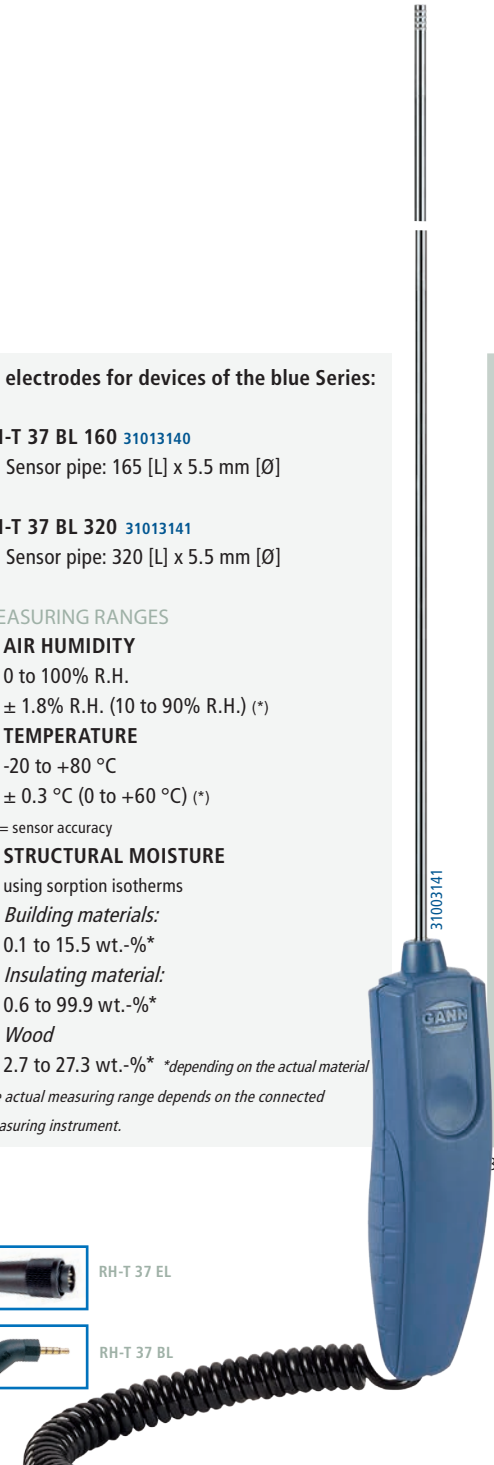 electrodes for devices of the blue Series:
-T 37 BL 160 31013140
Sensor pipe: 165 [L] x 5.5 mm [Ø]
-T 37 BL 320 31013141
Sensor pipe: 320 [L] x 5.5 mm [Ø]
EASURING RANGES
AIR HUMIDITY
0 to 100% R.H.
± 1.8% R.H. (10 to 90% R.H.) (*)
TEMPERATURE
-20 to +80 °C
± 0.3 °C (0 to +60 °C) (*)
= sensor accuracy
STRUCTURAL MOISTURE
using sorption isotherms
Building materials:
0.1 to 15.5 wt.-%*
Insulating material:
0.6 to 99.9 wt.-%*
Wood
2.7 to 27.3 wt.-%* *depending on the actual material
actual measuring range depends on the connected
asuring instrument.
31003141
GANN
RH-T 37 EL
RH-T 37 BL